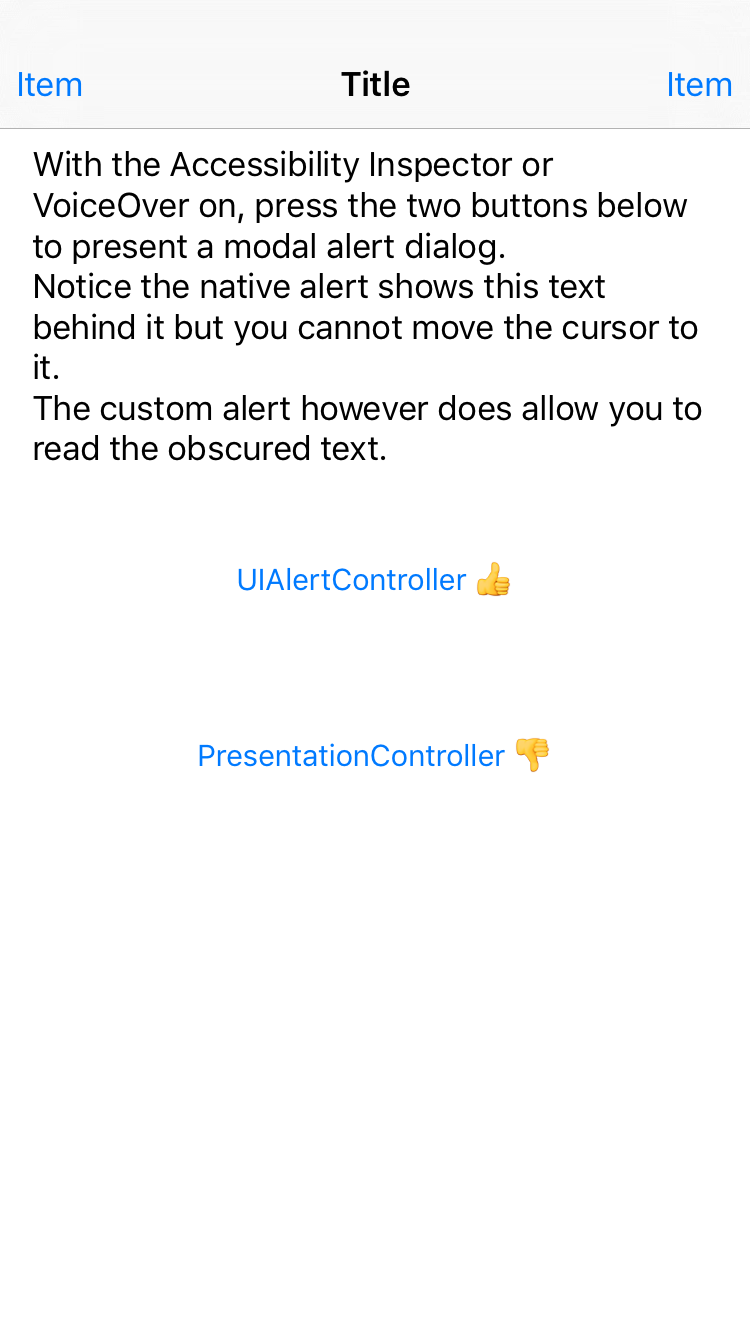 Item Title Item
With the Accessibility Inspector or
VoiceOver on, press the two buttons below
to present a modal alert dialog.
Notice the native alert shows this text
behind it but you cannot move the cursor to
it.
The custom alert however does allow you to
read the obscured text.
UIAlertController 👍
PresentationController 👎